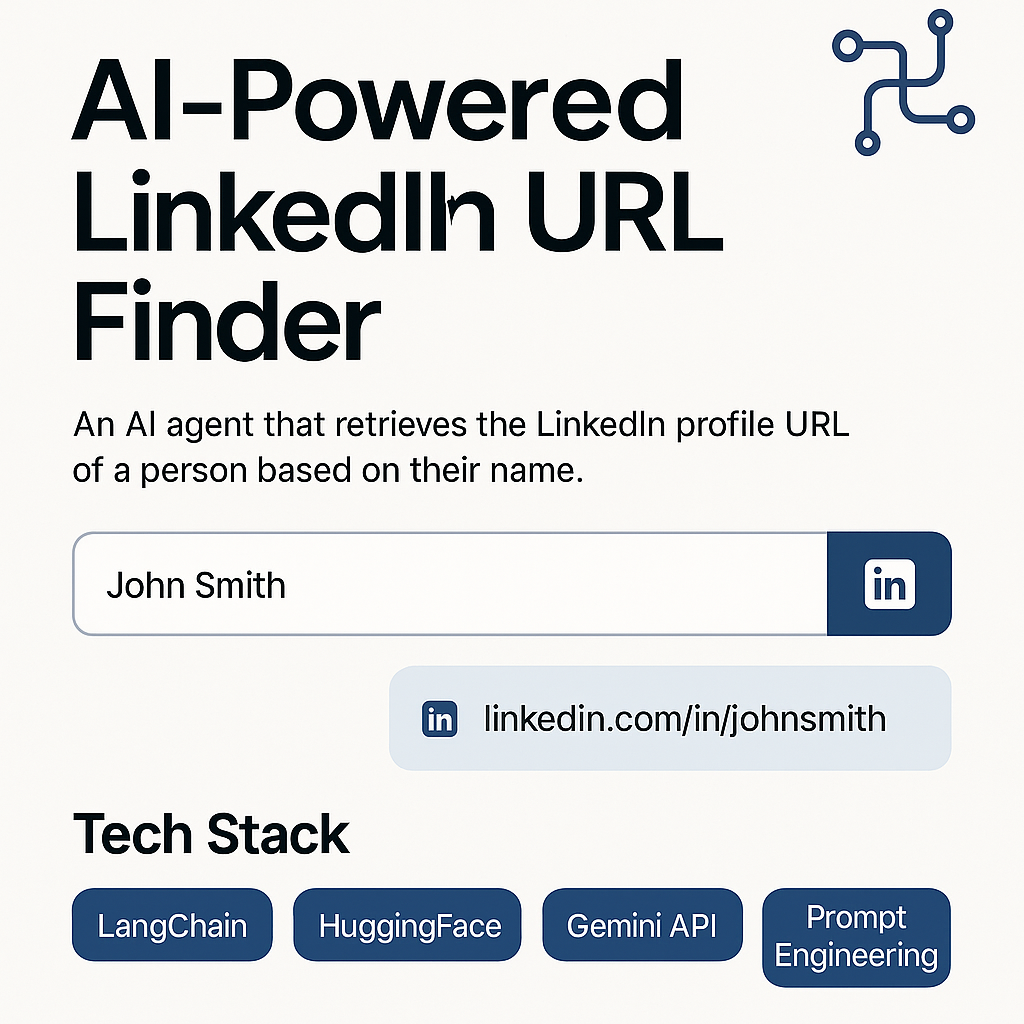 AI-Powered
LinkedIn URL
Finder
An AI agent that retrieves the LinkedIn profile URL
of a person based on their name.
John Smith
in
in linkedin.com/in/johnsmith
Tech Stack
LangChain
HuggingFace
Gemini API
Prompt
Engineering